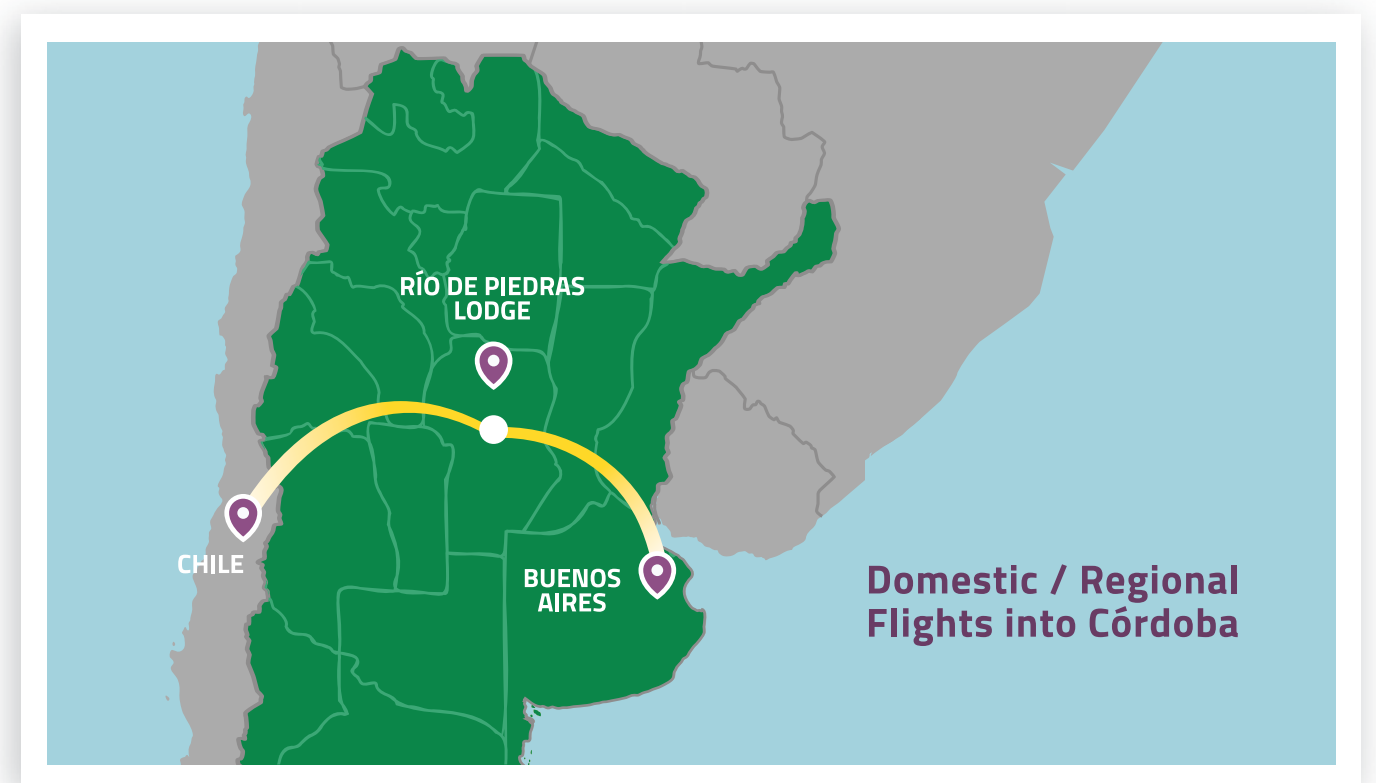 RÍO DE PIEDRAS
LODGE
CHILE
BUENOS
AIRES
Domestic / Regional
Flights into Córdoba